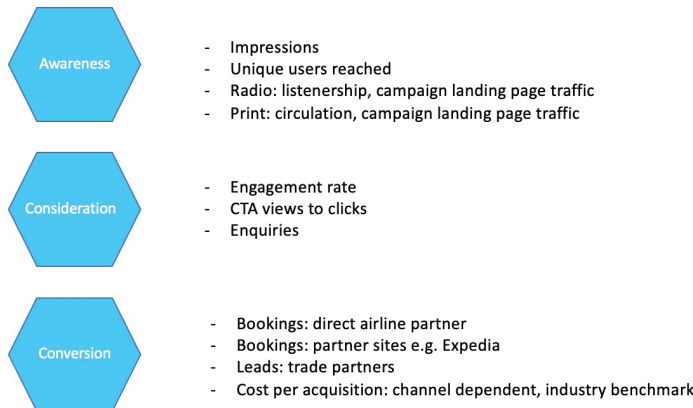 Awareness
- Impressions
- Unique users reached
- Radio: listenership, campaign landing page traffic
- Print: circulation, campaign landing page traffic
Consideration
- Engagement rate
- CTA views to clicks
- Enquiries
Conversion
- Bookings: direct airline partner
- Bookings: partner sites e.g. Expedia
- Leads: trade partners
- Cost per acquisition: channel dependent, industry benchmark